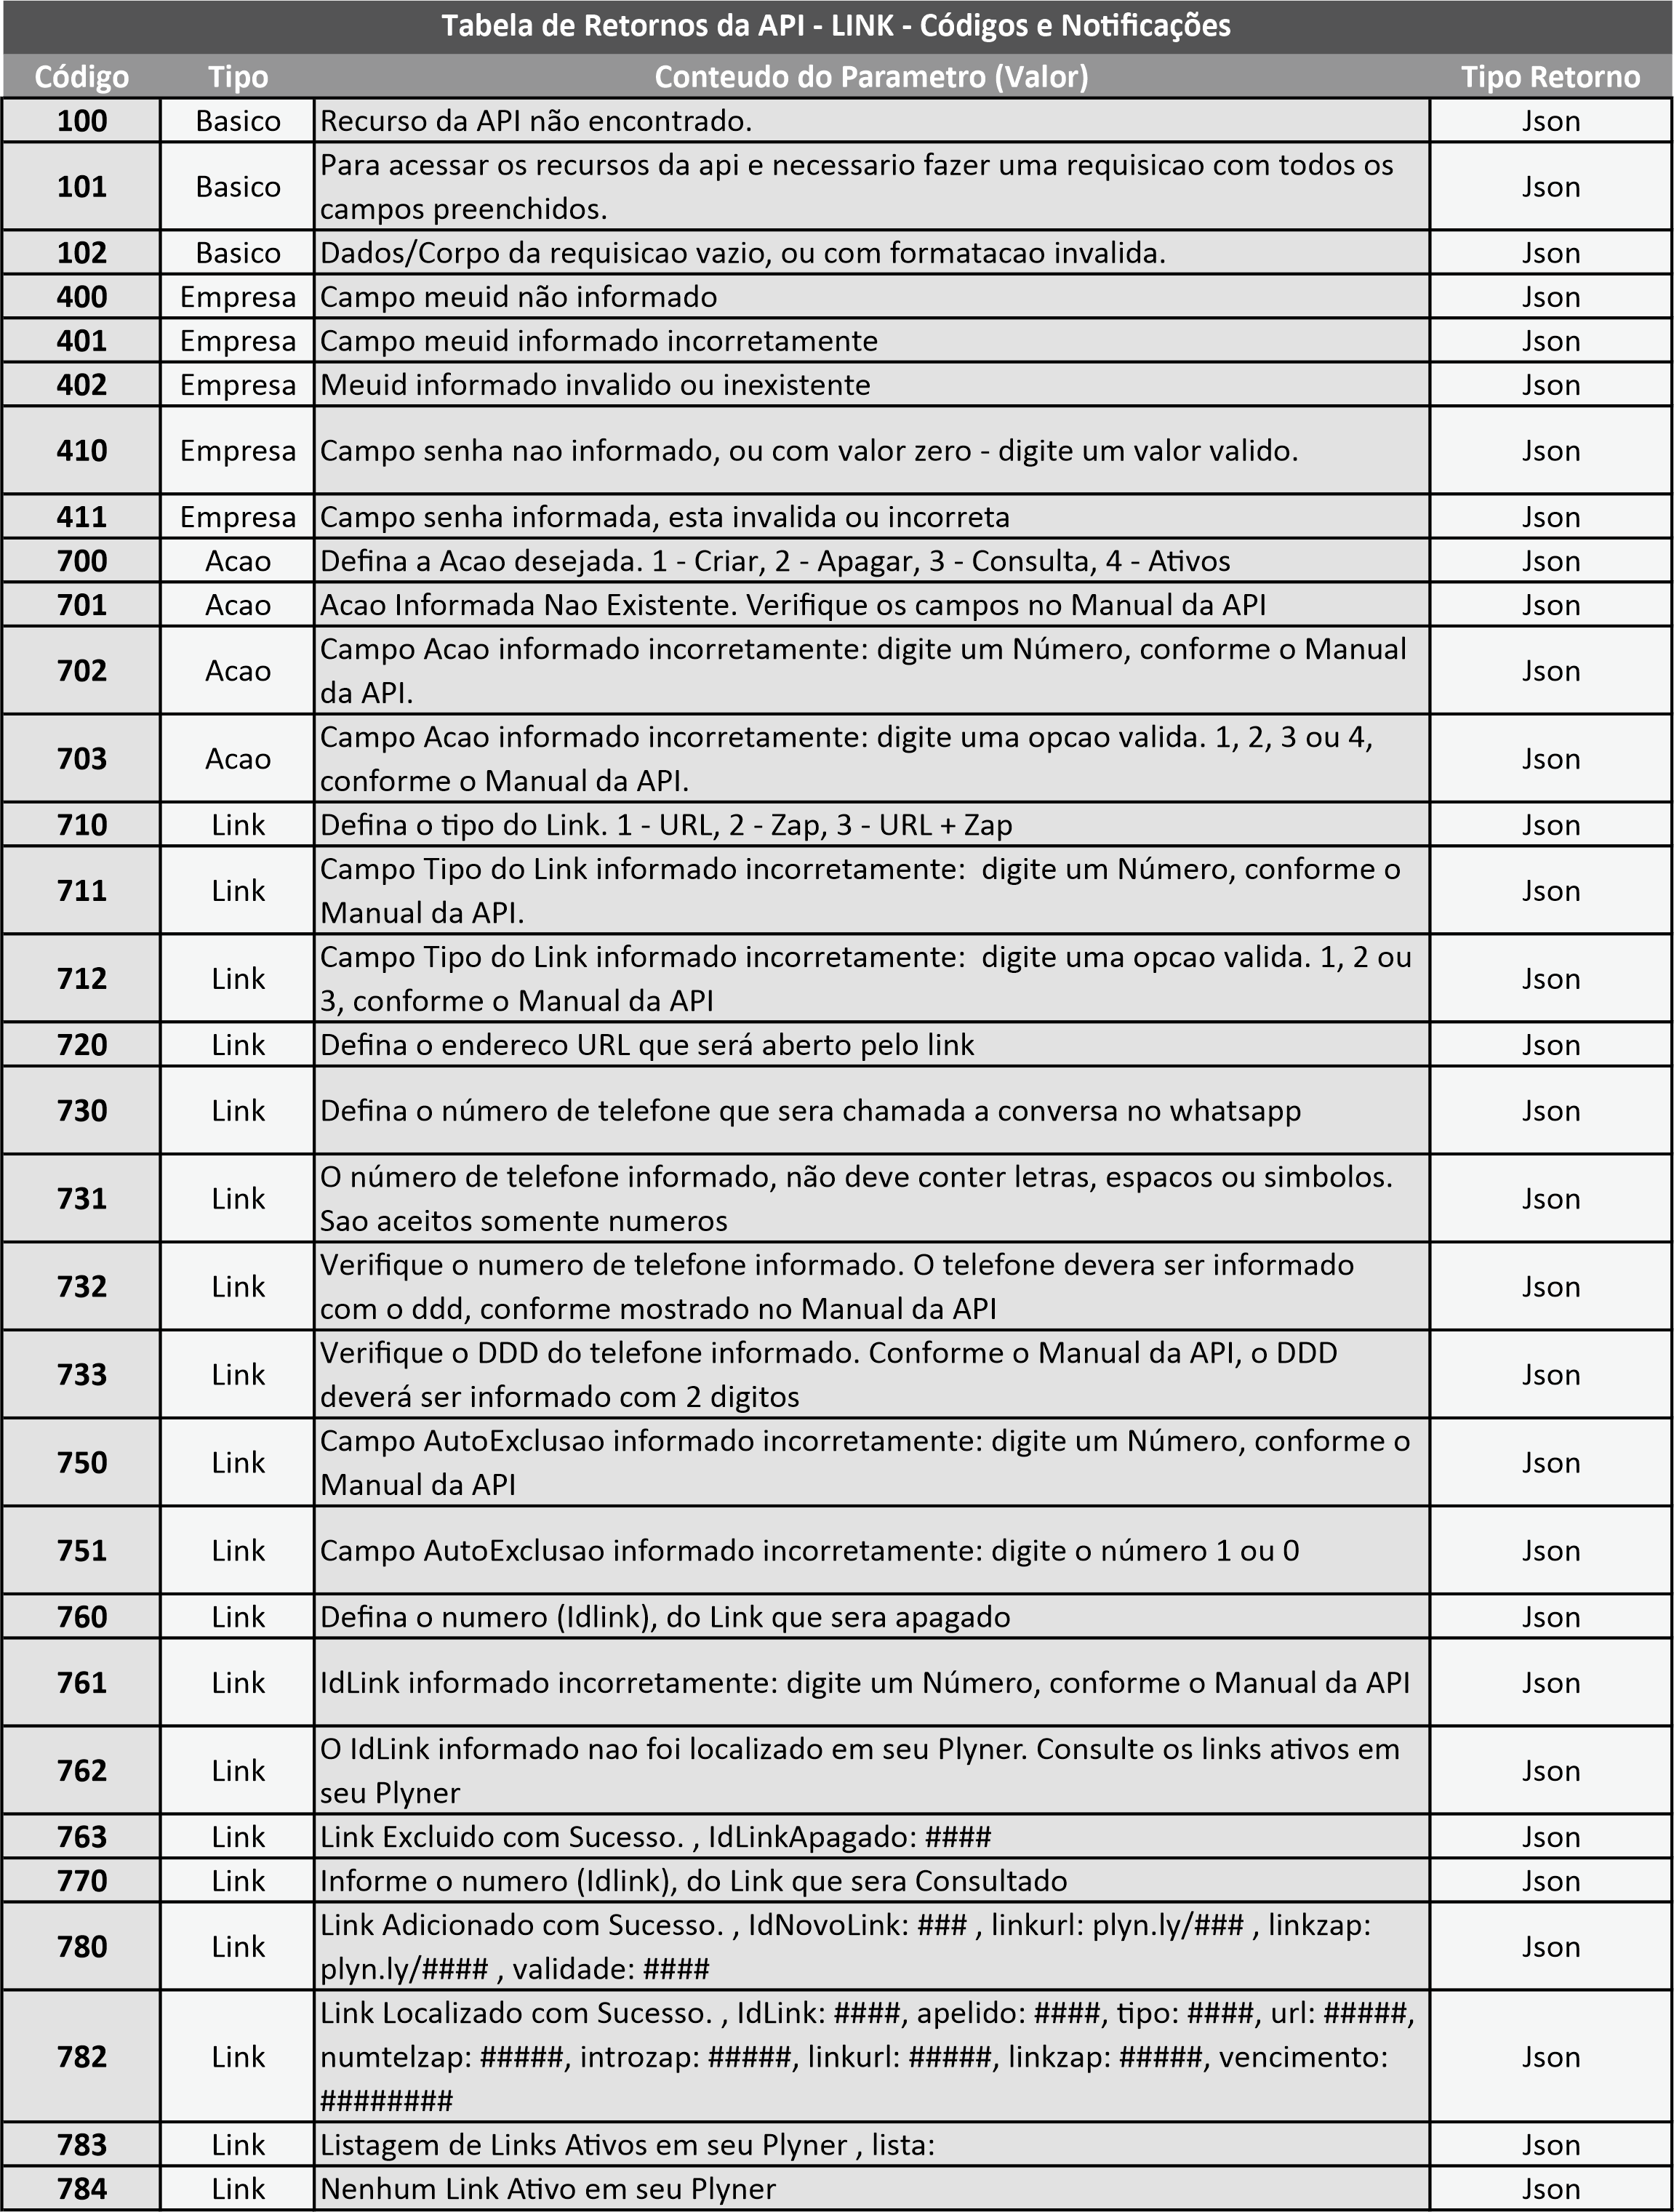 Tabela de Retornos da API - LINK - Códigos e Notificações
Código Tipo Conteudo do Parametro (Valor) Tipo Retorno
100 Basico Recurso da API não encontrado. Json
101 Basico Para acessar os recursos da api e necessario fazer uma requisicao com todos os
campos preenchidos. Json
102 Basico Dados/Corpo da requisicao vazio, ou com formatacao invalida. Json
400 Empresa Campo meuid não informado Json
401 Empresa Campo meuid informado incorretamente Json
402 Empresa Meuid informado invalido ou inexistente Json
410 Empresa Campo senha nao informado, ou com valor zero - digite um valor valido. Json
411 Empresa Campo senha informada, esta invalida ou incorreta Json
700 Acao Defina a Acao desejada. 1 - Criar, 2 - Apagar, 3 - Consulta, 4 - Ativos Json
701 Acao Acao Informada Nao Existente. Verifique os campos no Manual da API Json
702 Acao Campo Acao informado incorretamente: digite um Número, conforme o Manual
da API. Json
703 Acao Campo Acao informado incorretamente: digite uma opcao valida. 1, 2, 3 ou 4,
conforme o Manual da API. Json
710 Link Defina o tipo do Link. 1 - URL, 2 - Zap, 3 - URL + Zap Json
711 Link Campo Tipo do Link informado incorretamente:  digite um Número, conforme o
Manual da API. Json
712 Link Campo Tipo do Link informado incorretamente:  digite uma opcao valida. 1, 2 ou
3, conforme o Manual da API Json
720 Link Defina o endereco URL que será aberto pelo link Json
730 Link Defina o número de telefone que sera chamada a conversa no whatsapp Json
731 Link O número de telefone informado, não deve conter letras, espacos ou simbolos.
Sao aceitos somente numeros Json
732 Link Verifique o numero de telefone informado. O telefone devera ser informado
com o ddd, conforme mostrado no Manual da API Json
733 Link Verifique o DDD do telefone informado. Conforme o Manual da API, o DDD
deverá ser informado com 2 digitos Json
750 Link Campo AutoExclusao informado incorretamente: digite um Número, conforme o
Manual da API Json
751 Link Campo AutoExclusao informado incorretamente: digite o número 1 ou 0 Json
760 Link Defina o numero (Idlink), do Link que sera apagado Json
761 Link IdLink informado incorretamente: digite um Número, conforme o Manual da API Json
762 Link O IdLink informado nao foi localizado em seu Plyner. Consulte os links ativos em
seu Plyner Json
763 Link Link Excluido com Sucesso. , IdLinkApagado: #### Json
770 Link Informe o numero (Idlink), do Link que sera Consultado Json
780 Link Link Adicionado com Sucesso. , IdNovoLink: ### , linkurl: plyn.ly/### , linkzap:
plyn.ly/#### , validade: #### Json
782 Link Link Localizado com Sucesso. , IdLink: ####, apelido: ####, tipo: ####, url: #####,
numtelzap: #####, introzap: #####, linkurl: #####, linkzap: #####, vencimento:
######## Json
783 Link Listagem de Links Ativos em seu Plyner , lista: Json
784 Link Nenhum Link Ativo em seu Plyner Json